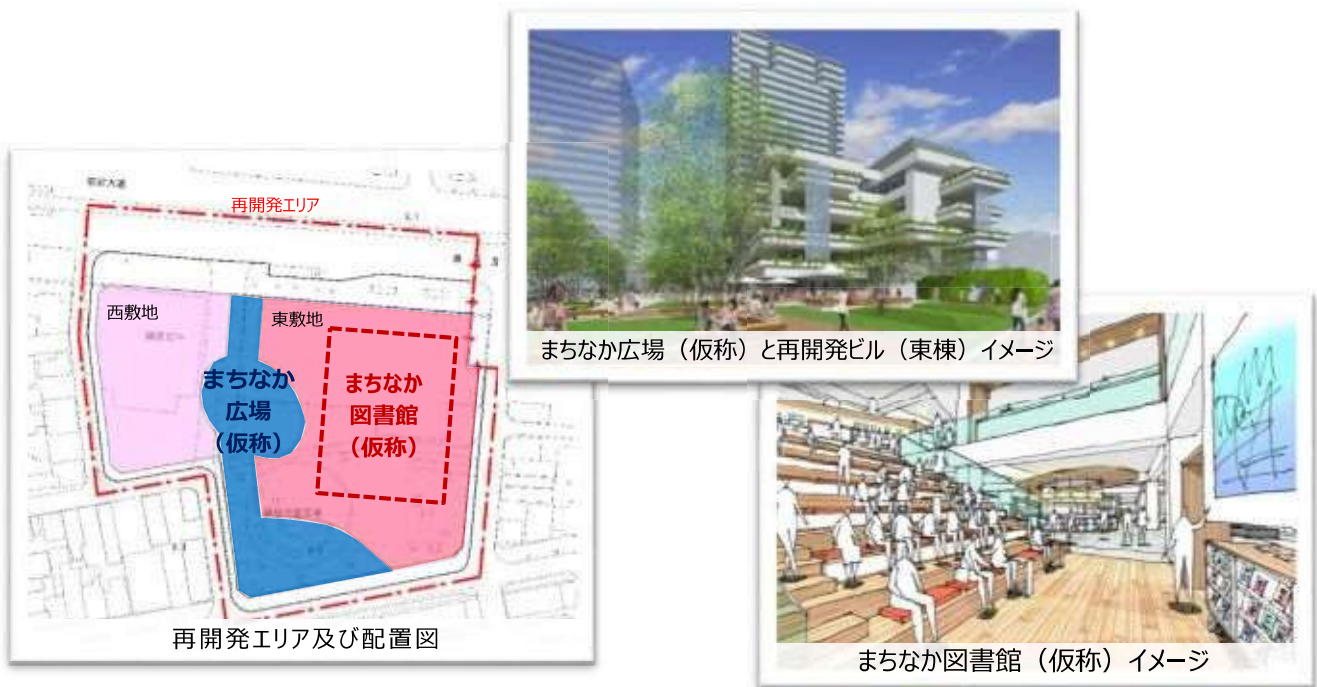 再開発エリア
西敷地
東敷地
まちなか
広場
（仮称）
まちなか
図書館
（仮称）
再開発エリア及び配置図
まちなか広場（仮称）と再開発ビル（東棟）イメージ
まちなか図書館（仮称）イメージ